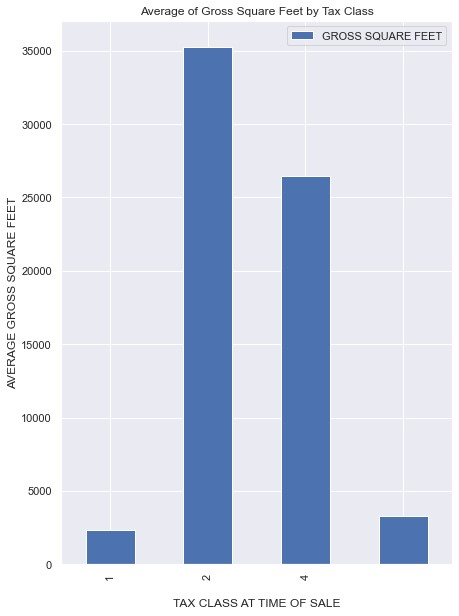 Average of Gross Square Feet by Tax Class
GROSS SQUARE FEET
35000
30000
25000
20000
15000
10000
5000
0
AVERAGE GROSS SQUARE FEET
1
2
4
TAX CLASS AT TIME OF SALE